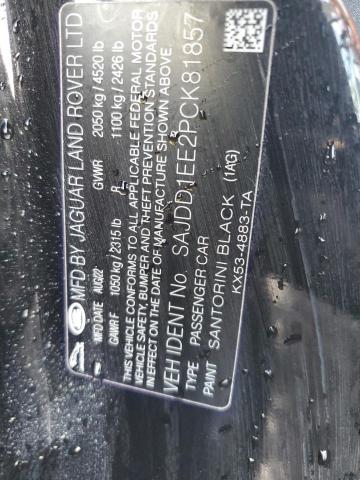 MFD BY JAGUAR LAND ROVER LTD
MFD DATE AUG/22 GVWR 2050 kg / 4520 lb
GAWR F 1050 kg / 2315 lb R 1100 kg / 2426 lb
THIS VEHICLE CONFORMS TO ALL APPLICABLE FEDERAL MOTOR
VEHICLE SAFETY, BUMPER AND THEFT PREVENTION STANDARDS
IN EFFECT ON THE DATE OF MANUFACTURE SHOWN ABOVE
VEH IDENT No SAJDD1EE2PCK81857
TYPE PASSENGER CAR
PAINT SANTORINI BLACK (1AG)
KX53-4883-TA